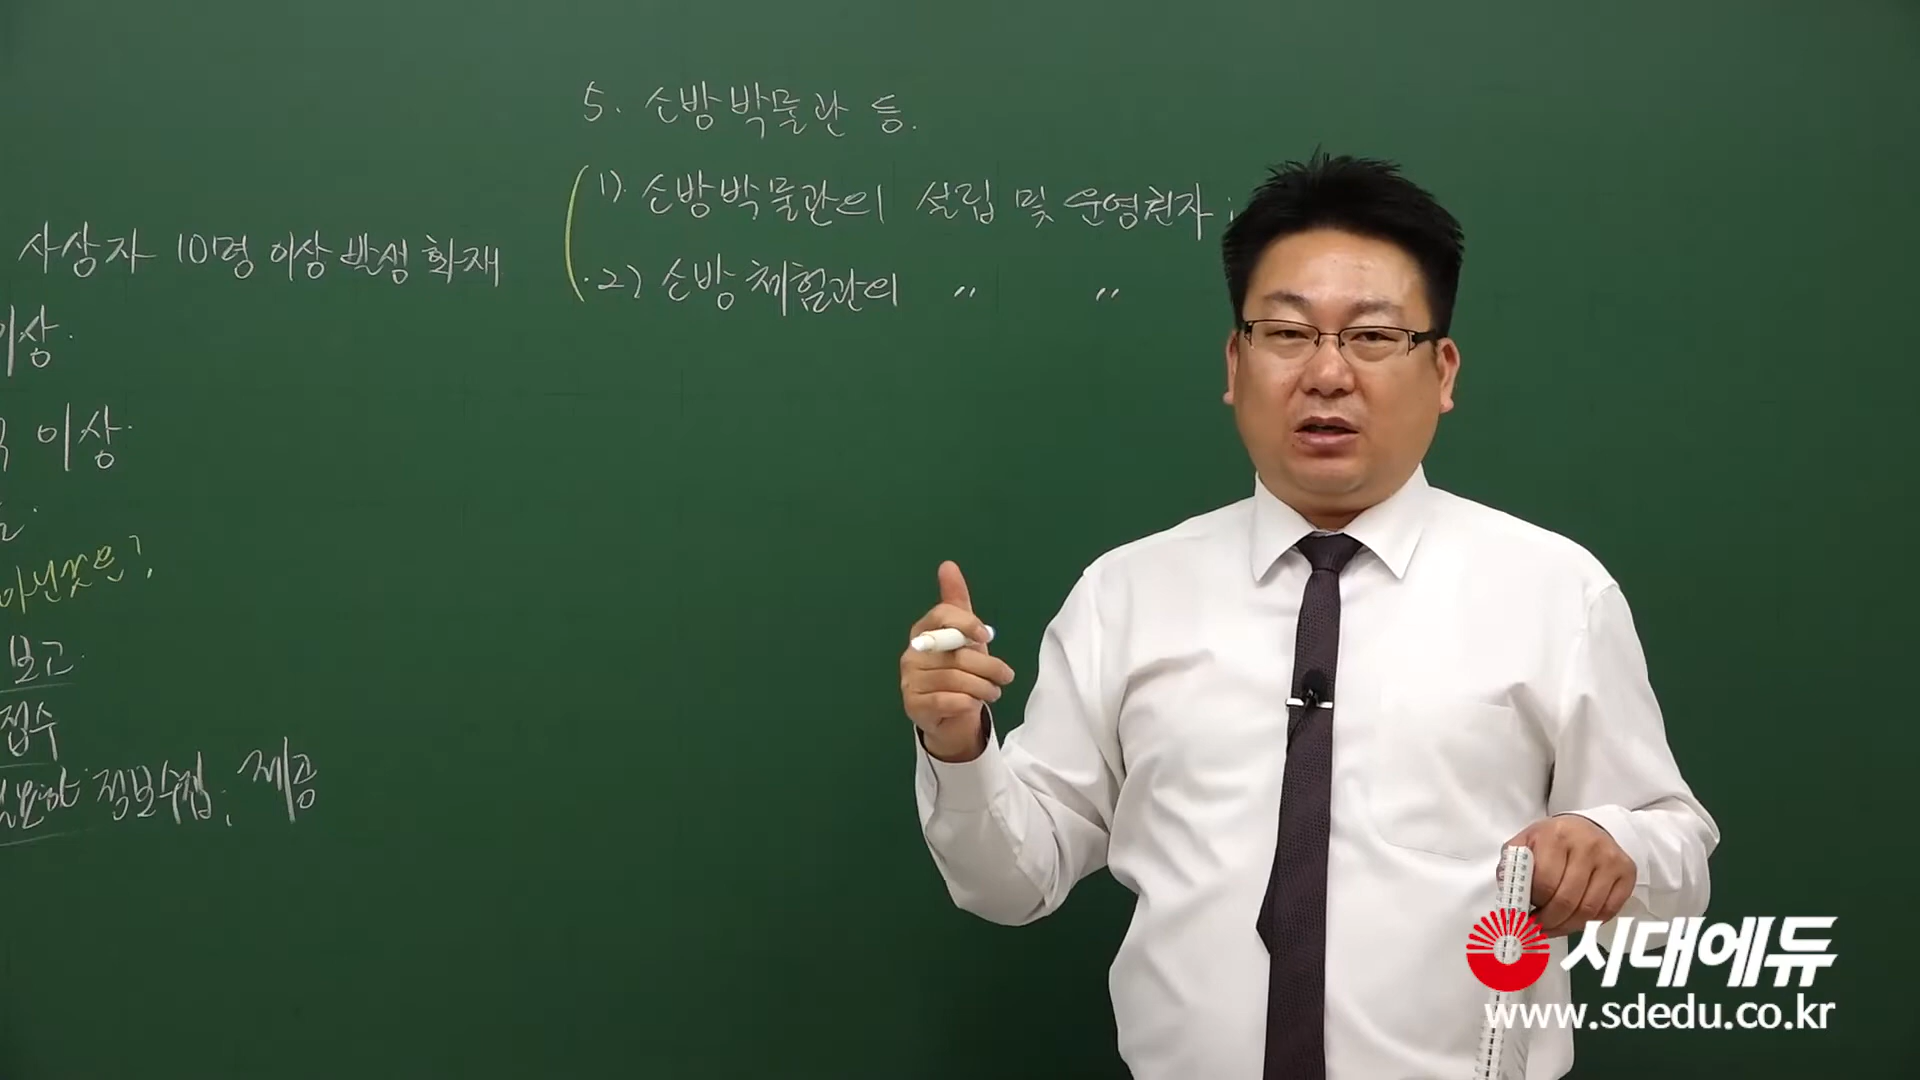 사상자 10명 이상 발생 화재
이상.
이상.
아닌것은?
보고.
접수
정보수집, 제공
5. 소방박물관 등.
1). 소방박물관의 설립 및 운영권자 :
2) 소방체험관의 〃 〃
시대에듀
www.sdedu.co.kr